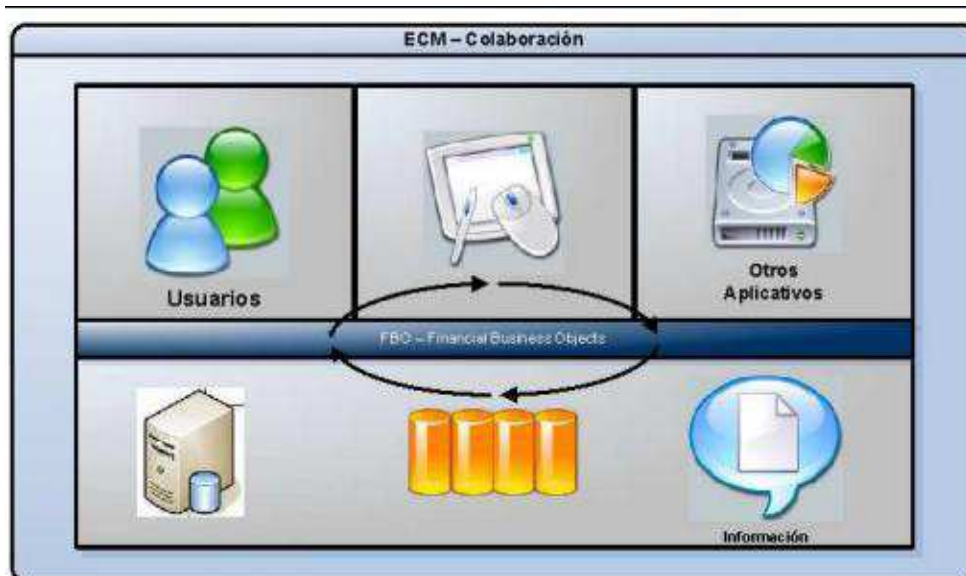 ECM – Colaboración
Usuarios
Otros
Aplicativos
FBO – Financial Business Objects
Información